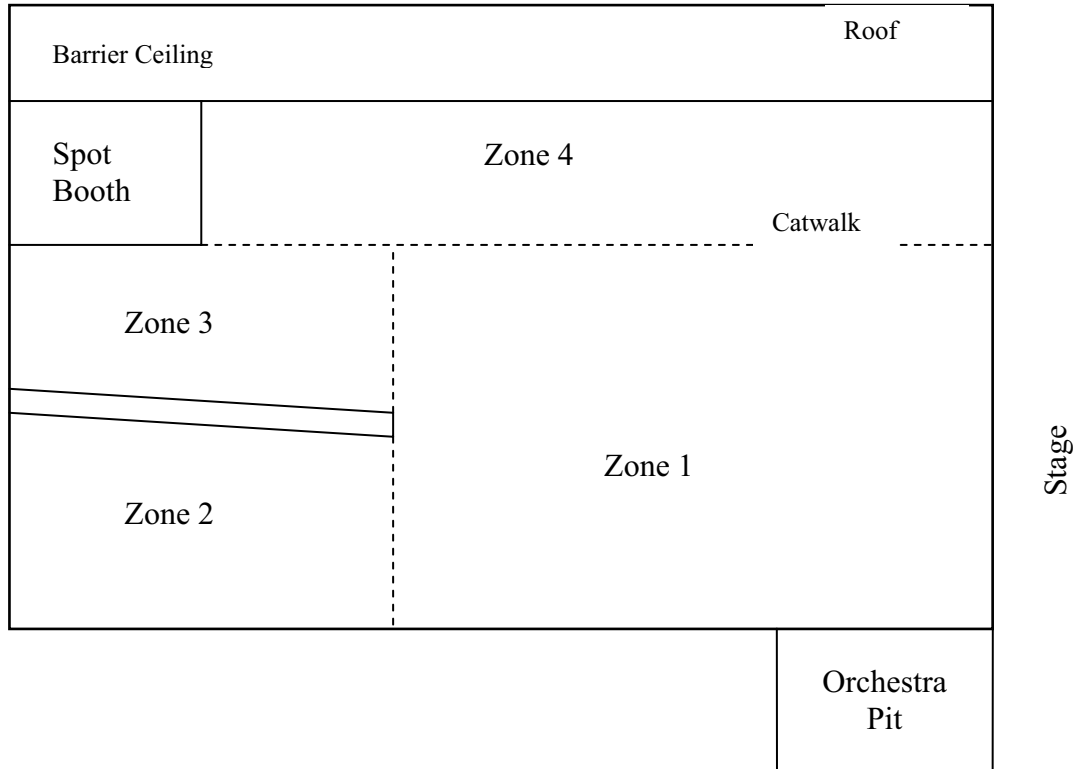 Roof
Barrier Ceiling
Spot
Booth
Zone 4
Catwalk
Zone 3
Zone 1
Stage
Zone 2
Orchestra
Pit